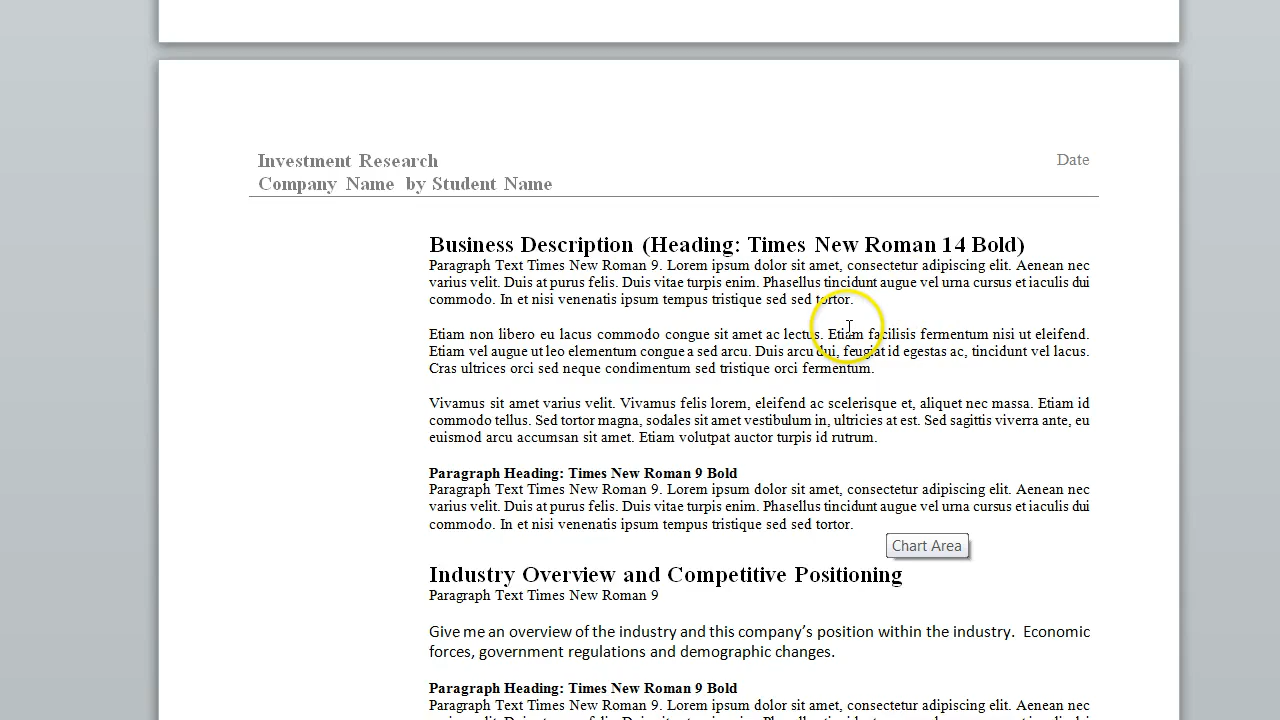 Investment Research
Date
Company Name by Student Name
Business Description (Heading: Times New Roman 14 Bold)
Paragraph Text Times New Roman 9. Lorem ipsum dolor sit amet, consectetur adipiscing elit. Aenean nec
varius velit. Duis at purus felis. Duis vitae turpis enim. Phasellus tincidunt augue vel urna cursus et iaculis dui
commodo. In et nisi venenatis ipsum tempus tristique sed sed tortor.
Etiam non libero eu lacus commodo congue sit amet ac lectus. Etiam facilisis fermentum nisi ut eleifend.
Etiam vel augue ut leo elementum congue a sed arcu. Duis arcu dui, feugiat id egestas ac, tincidunt vel lacus.
Cras ultrices orci sed neque condimentum sed tristique orci fermentum.
Vivamus sit amet varius velit. Vivamus felis lorem, eleifend ac scelerisque et, aliquet nec massa. Etiam id
commodo tellus. Sed tortor magna, sodales sit amet vestibulum in, ultricies at est. Sed sagittis viverra ante, eu
euismod arcu accumsan sit amet. Etiam volutpat auctor turpis id rutrum.
Paragraph Heading: Times New Roman 9 Bold
Paragraph Text Times New Roman 9. Lorem ipsum dolor sit amet, consectetur adipiscing elit. Aenean nec
varius velit. Duis at purus felis. Duis vitae turpis enim. Phasellus tincidunt augue vel urna cursus et iaculis dui
commodo. In et nisi venenatis ipsum tempus tristique sed sed tortor.
Chart Area
Industry Overview and Competitive Positioning
Paragraph Text Times New Roman 9
Give me an overview of the industry and this company’s position within the industry.  Economic
forces, government regulations and demographic changes.
Paragraph Heading: Times New Roman 9 Bold
Paragraph Text Times New Roman 9. Lorem ipsum dolor sit amet, consectetur adipiscing elit. Aenean nec